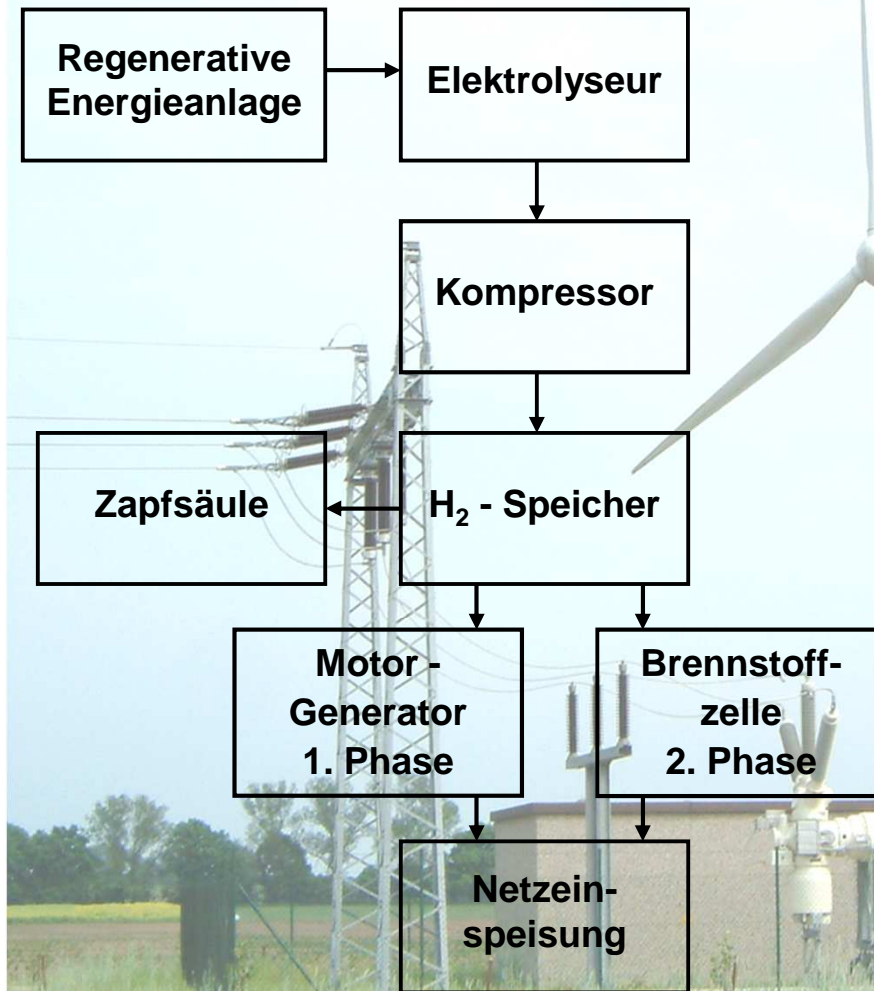 Regenerative
Energieanlage
Elektrolyseur
Kompressor
Zapfsäule
H₂ - Speicher
Motor -
Generator
1. Phase
Brennstoff-
zelle
2. Phase
Netzein-
speisung